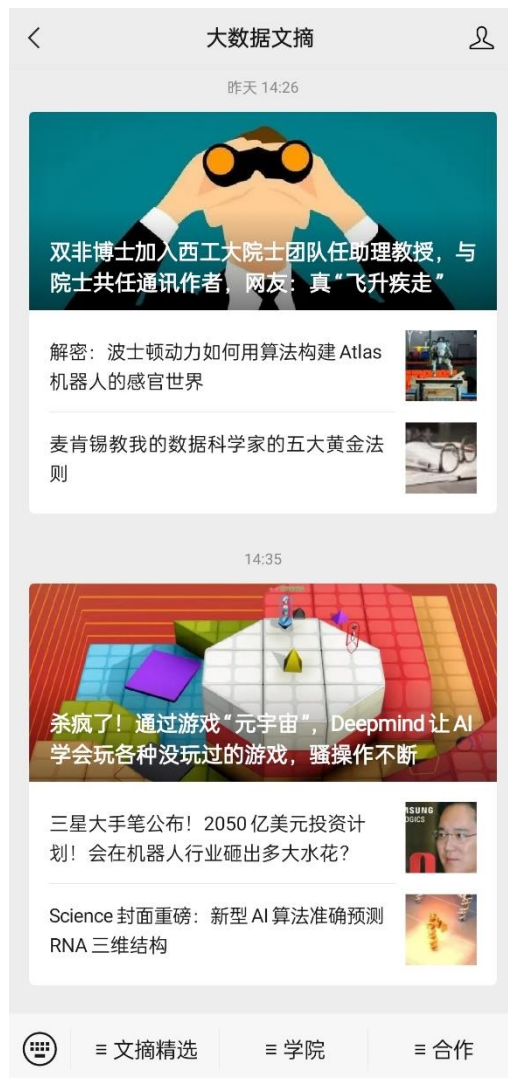 大数据文摘
昨天 14:26
双非博士加入西工大院士团队任助理教授，与
院士共任通讯作者，网友：真“飞升疾走”
解密：波士顿动力如何用算法构建 Atlas
机器人的感官世界
麦肯锡教我的数据科学家的五大黄金法
则
14:35
杀疯了！通过游戏“元宇宙”，Deepmind 让 AI
学会玩各种没玩过的游戏，骚操作不断
三星大手笔公布！2050 亿美元投资计
划！会在机器人行业砸出多大水花？
Science 封面重磅：新型 AI 算法准确预测
RNA 三维结构
≡ 文摘精选
≡ 学院
≡ 合作